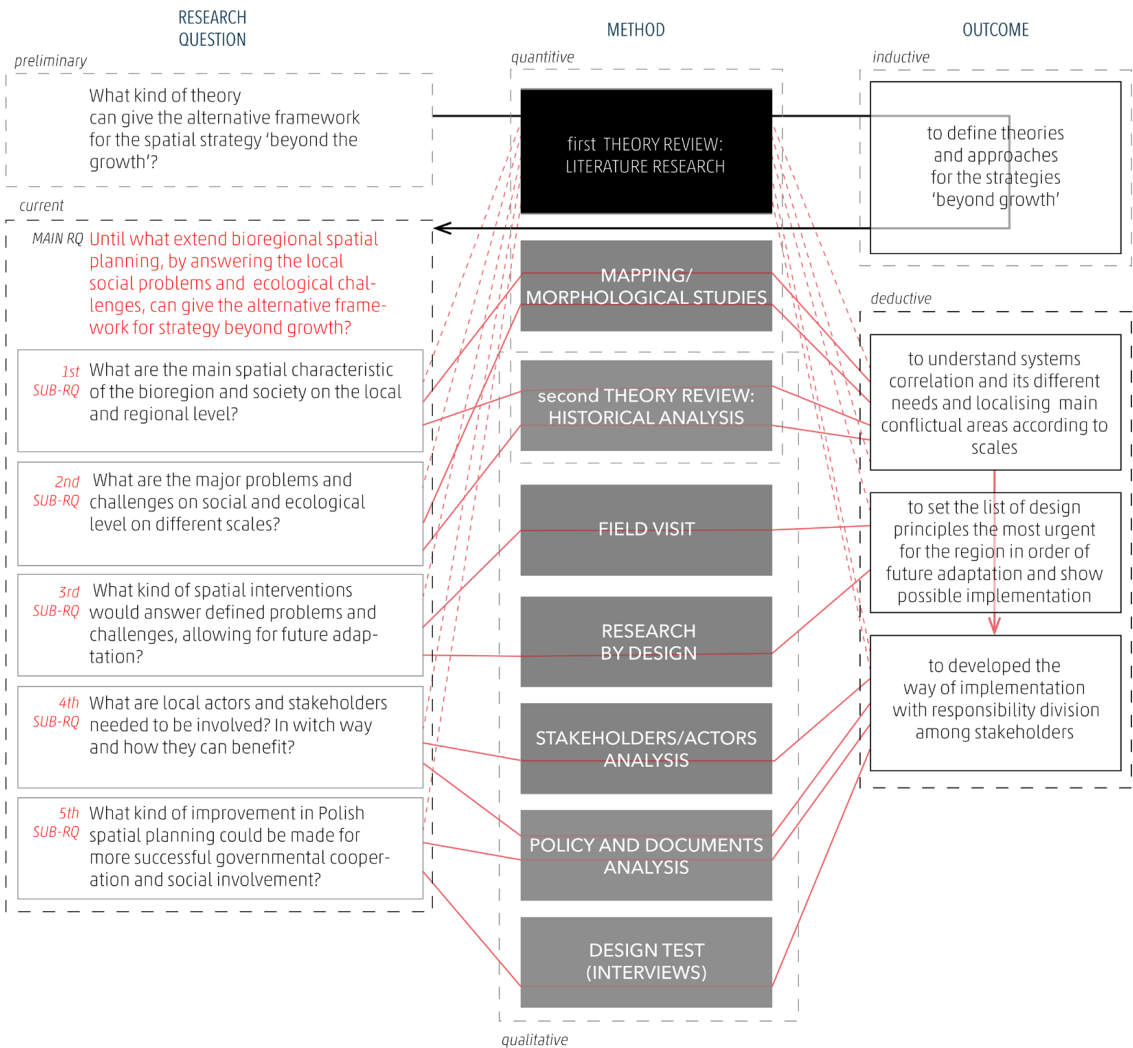 RESEARCH
QUESTION
METHOD
OUTCOME
preliminary
What kind of theory
can give the alternative framework
for the spatial strategy ‘beyond the
growth’?
quantitive
first THEORY REVIEW:
LITERATURE RESEARCH
inductive
to define theories
and approaches
for the strategies
‘beyond growth’
current
MAIN RQ Until what extend bioregional spatial
planning, by answering the local
social problems and ecological chal-
lenges, can give the alternative frame-
work for strategy beyond growth?
1st
SUB-RQ
What are the main spatial characteristic
of the bioregion and society on the local
and regional level?
2nd
SUB-RQ
What are the major problems and
challenges on social and ecological
level on different scales?
3rd
SUB-RQ
What kind of spatial interventions
would answer defined problems and
challenges, allowing for future adap-
tation?
4th
SUB-RQ
What are local actors and stakeholders
needed to be involved? In witch way
and how they can benefit?
5th
SUB-RQ
What kind of improvement in Polish
spatial planning could be made for
more successful governmental cooper-
ation and social involvement?
MAPPING/
MORPHOLOGICAL STUDIES
second THEORY REVIEW:
HISTORICAL ANALYSIS
FIELD VISIT
RESEARCH
BY DESIGN
STAKEHOLDERS/ACTORS
ANALYSIS
POLICY AND DOCUMENTS
ANALYSIS
DESIGN TEST
(INTERVIEWS)
qualitative
deductive
to understand systems
correlation and its different
needs and localising main
conflictual areas according to
scales
to set the list of design
principles the most urgent
for the region in order of
future adaptation and show
possible implementation
to developed the
way of implementation
with responsibility division
among stakeholders